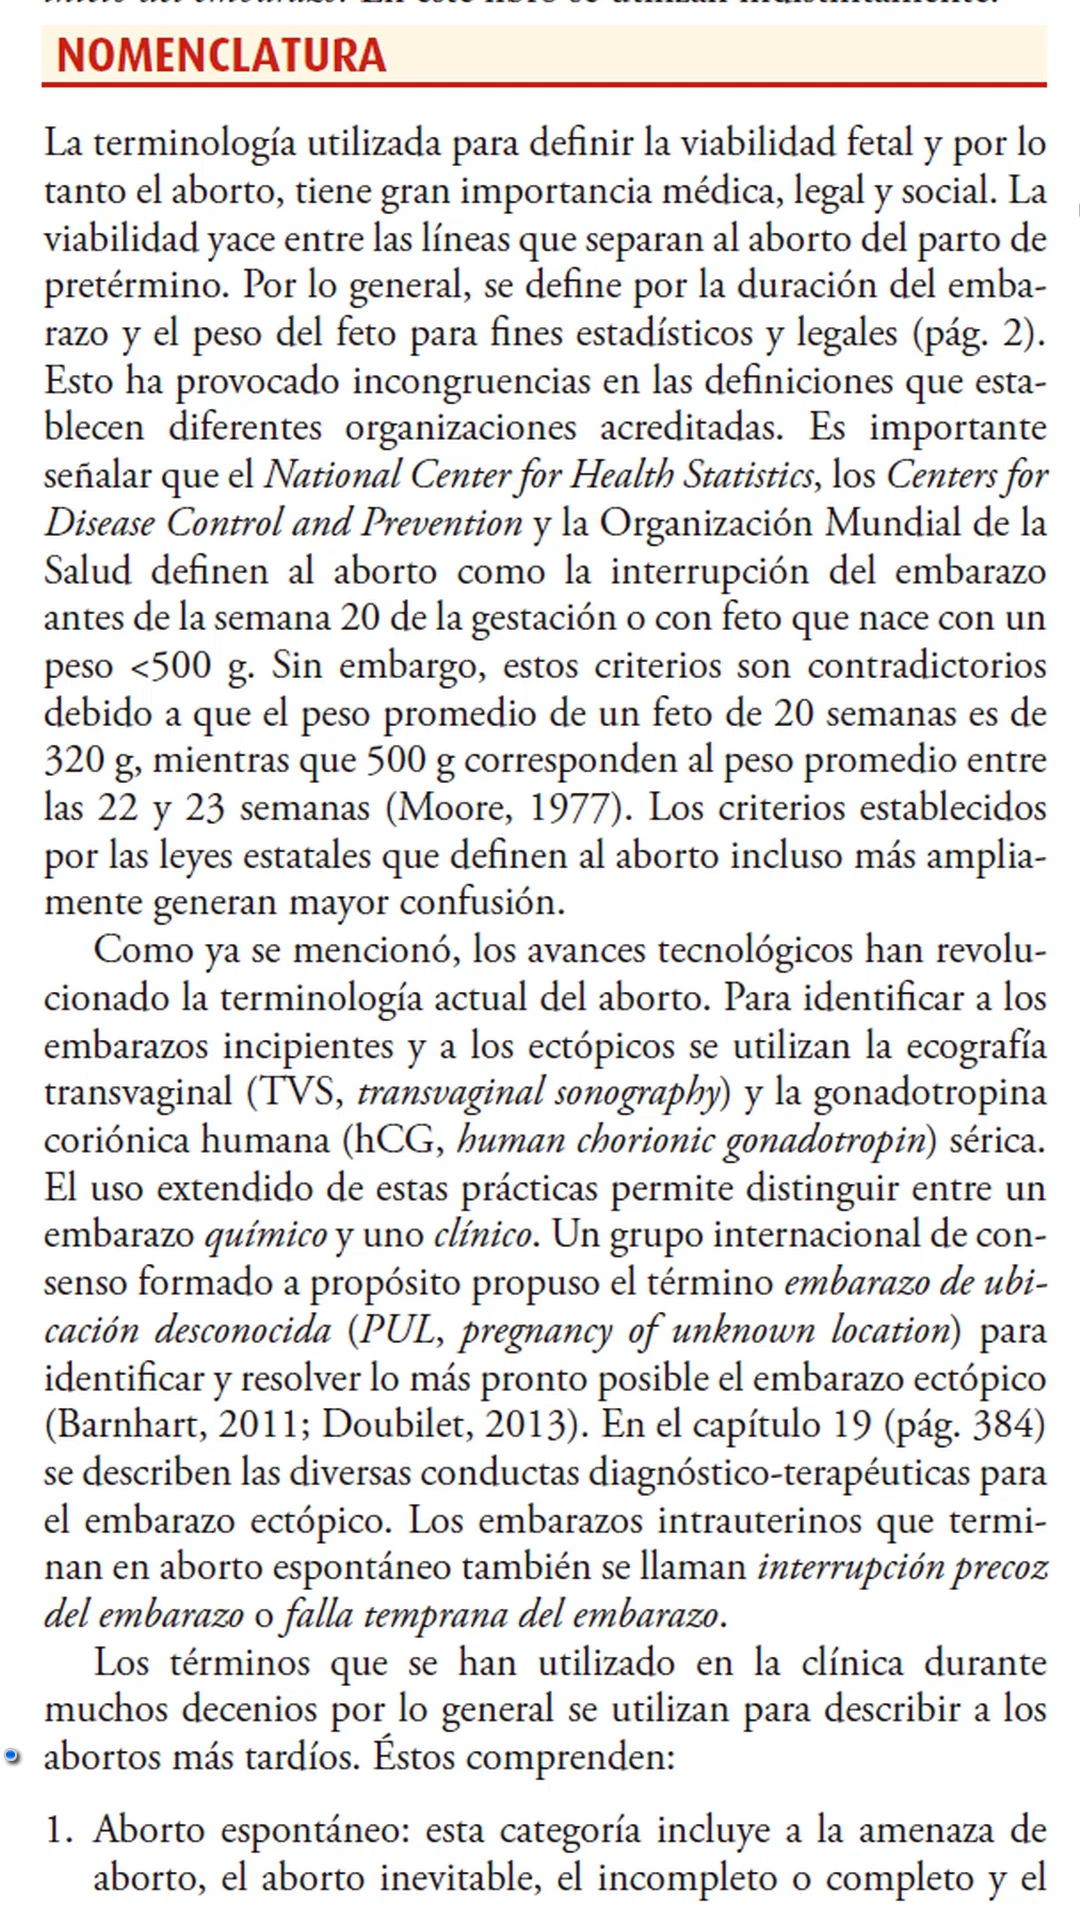 inicio del embarazo. En este libro se utilizan indistintamente.
NOMENCLATURA
La terminología utilizada para definir la viabilidad fetal y por lo
tanto el aborto, tiene gran importancia médica, legal y social. La
viabilidad yace entre las líneas que separan al aborto del parto de
pretérmino. Por lo general, se define por la duración del emba-
razo y el peso del feto para fines estadísticos y legales (pág. 2).
Esto ha provocado incongruencias en las definiciones que esta-
blecen diferentes organizaciones acreditadas. Es importante
señalar que el National Center for Health Statistics, los Centers for
Disease Control and Prevention y la Organización Mundial de la
Salud definen al aborto como la interrupción del embarazo
antes de la semana 20 de la gestación o con feto que nace con un
peso <500 g. Sin embargo, estos criterios son contradictorios
debido a que el peso promedio de un feto de 20 semanas es de
320 g, mientras que 500 g corresponden al peso promedio entre
las 22 y 23 semanas (Moore, 1977). Los criterios establecidos
por las leyes estatales que definen al aborto incluso más amplia-
mente generan mayor confusión.
Como ya se mencionó, los avances tecnológicos han revolu-
cionado la terminología actual del aborto. Para identificar a los
embarazos incipientes y a los ectópicos se utilizan la ecografía
transvaginal (TVS, transvaginal sonography) y la gonadotropina
coriónica humana (hCG, human chorionic gonadotropin) sérica.
El uso extendido de estas prácticas permite distinguir entre un
embarazo químico y uno clínico. Un grupo internacional de con-
senso formado a propósito propuso el término embarazo de ubi-
cación desconocida (PUL, pregnancy of unknown location) para
identificar y resolver lo más pronto posible el embarazo ectópico
(Barnhart, 2011; Doubilet, 2013). En el capítulo 19 (pág. 384)
se describen las diversas conductas diagnóstico-terapéuticas para
el embarazo ectópico. Los embarazos intrauterinos que termi-
nan en aborto espontáneo también se llaman interrupción precoz
del embarazo o falla temprana del embarazo.
Los términos que se han utilizado en la clínica durante
muchos decenios por lo general se utilizan para describir a los
abortos más tardíos. Éstos comprenden:
1. Aborto espontáneo: esta categoría incluye a la amenaza de
aborto, el aborto inevitable, el incompleto o completo y el